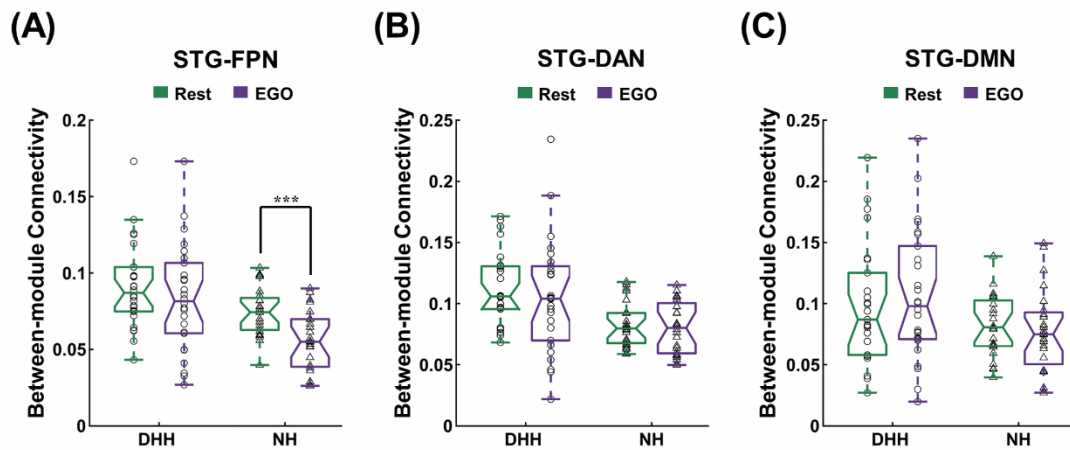 (A)
STG-FPN
Rest EGO
Between-module Connectivity
0.2
0.15
0.1
0.05
0
***
DHH NH
(B)
STG-DAN
Rest EGO
Between-module Connectivity
0.25
0.2
0.15
0.1
0.05
0
DHH NH
(C)
STG-DMN
Rest EGO
Between-module Connectivity
0.25
0.2
0.15
0.1
0.05
0
DHH NH